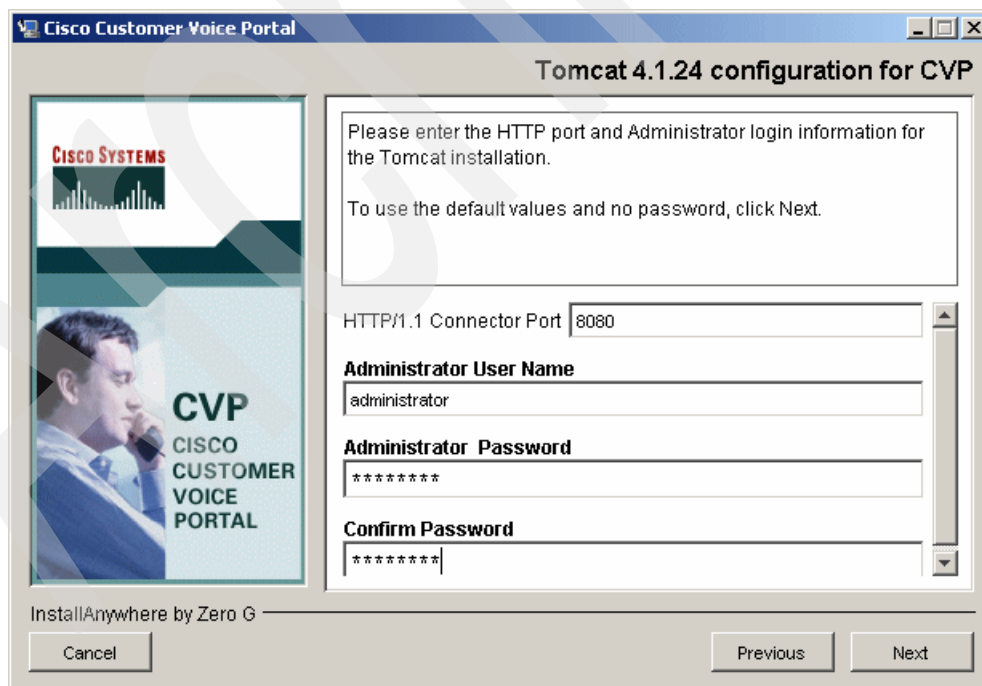 Cisco Customer Voice Portal
Tomcat 4.1.24 configuration for CVP
CISCO SYSTEMS
CVP
CISCO
CUSTOMER
VOICE
PORTAL
Please enter the HTTP port and Administrator login information for
the Tomcat installation.
To use the default values and no password, click Next.
HTTP/1.1 Connector Port 8080
Administrator User Name
administrator
Administrator  Password
********
Confirm Password
********
InstallAnywhere by Zero G
Cancel
Previous
Next